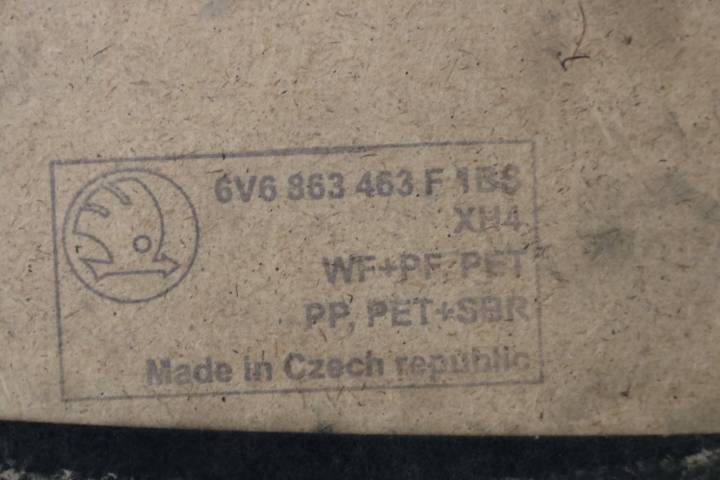 6V6 863 463 F 1BS
XH4
WF+PF, PET
PP, PET+SBR
Made in Czech republic